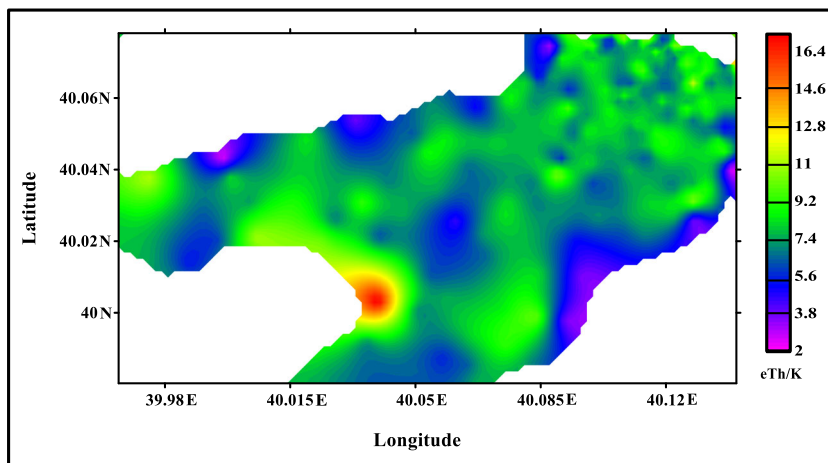 40.06N
40.04N
40.02N
40N
Latitude
39.98E
40.015E
40.05E
40.085E
40.12E
Longitude
16.4
14.6
12.8
11
9.2
7.4
5.6
3.8
2
eTh/K